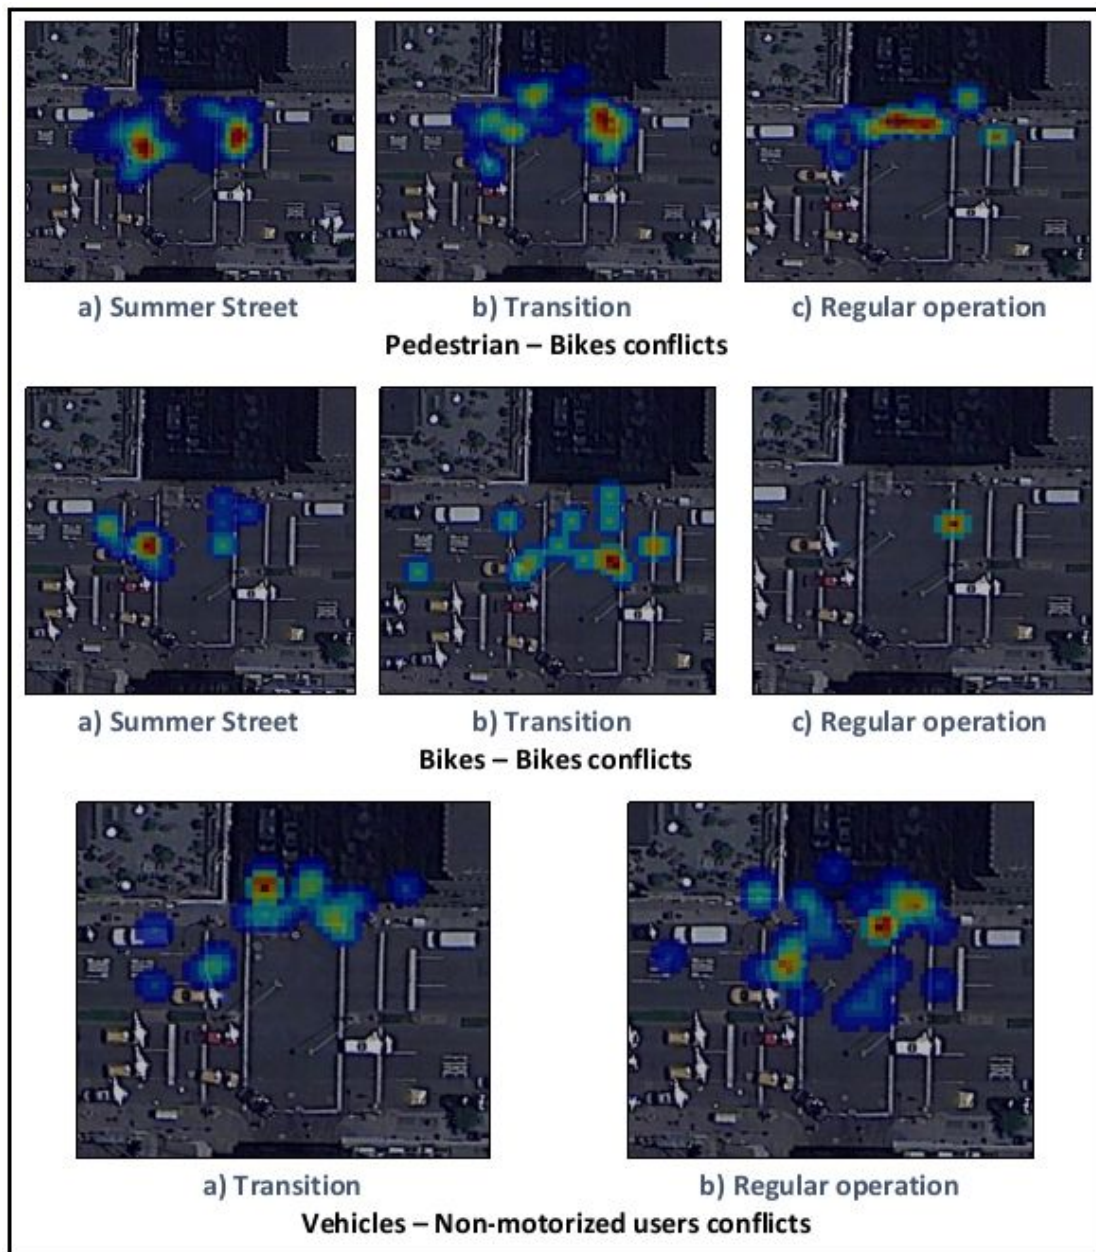 a) Summer Street
b) Transition
c) Regular operation
Pedestrian – Bikes conflicts
a) Summer Street
b) Transition
c) Regular operation
Bikes – Bikes conflicts
a) Transition
b) Regular operation
Vehicles – Non-motorized users conflicts